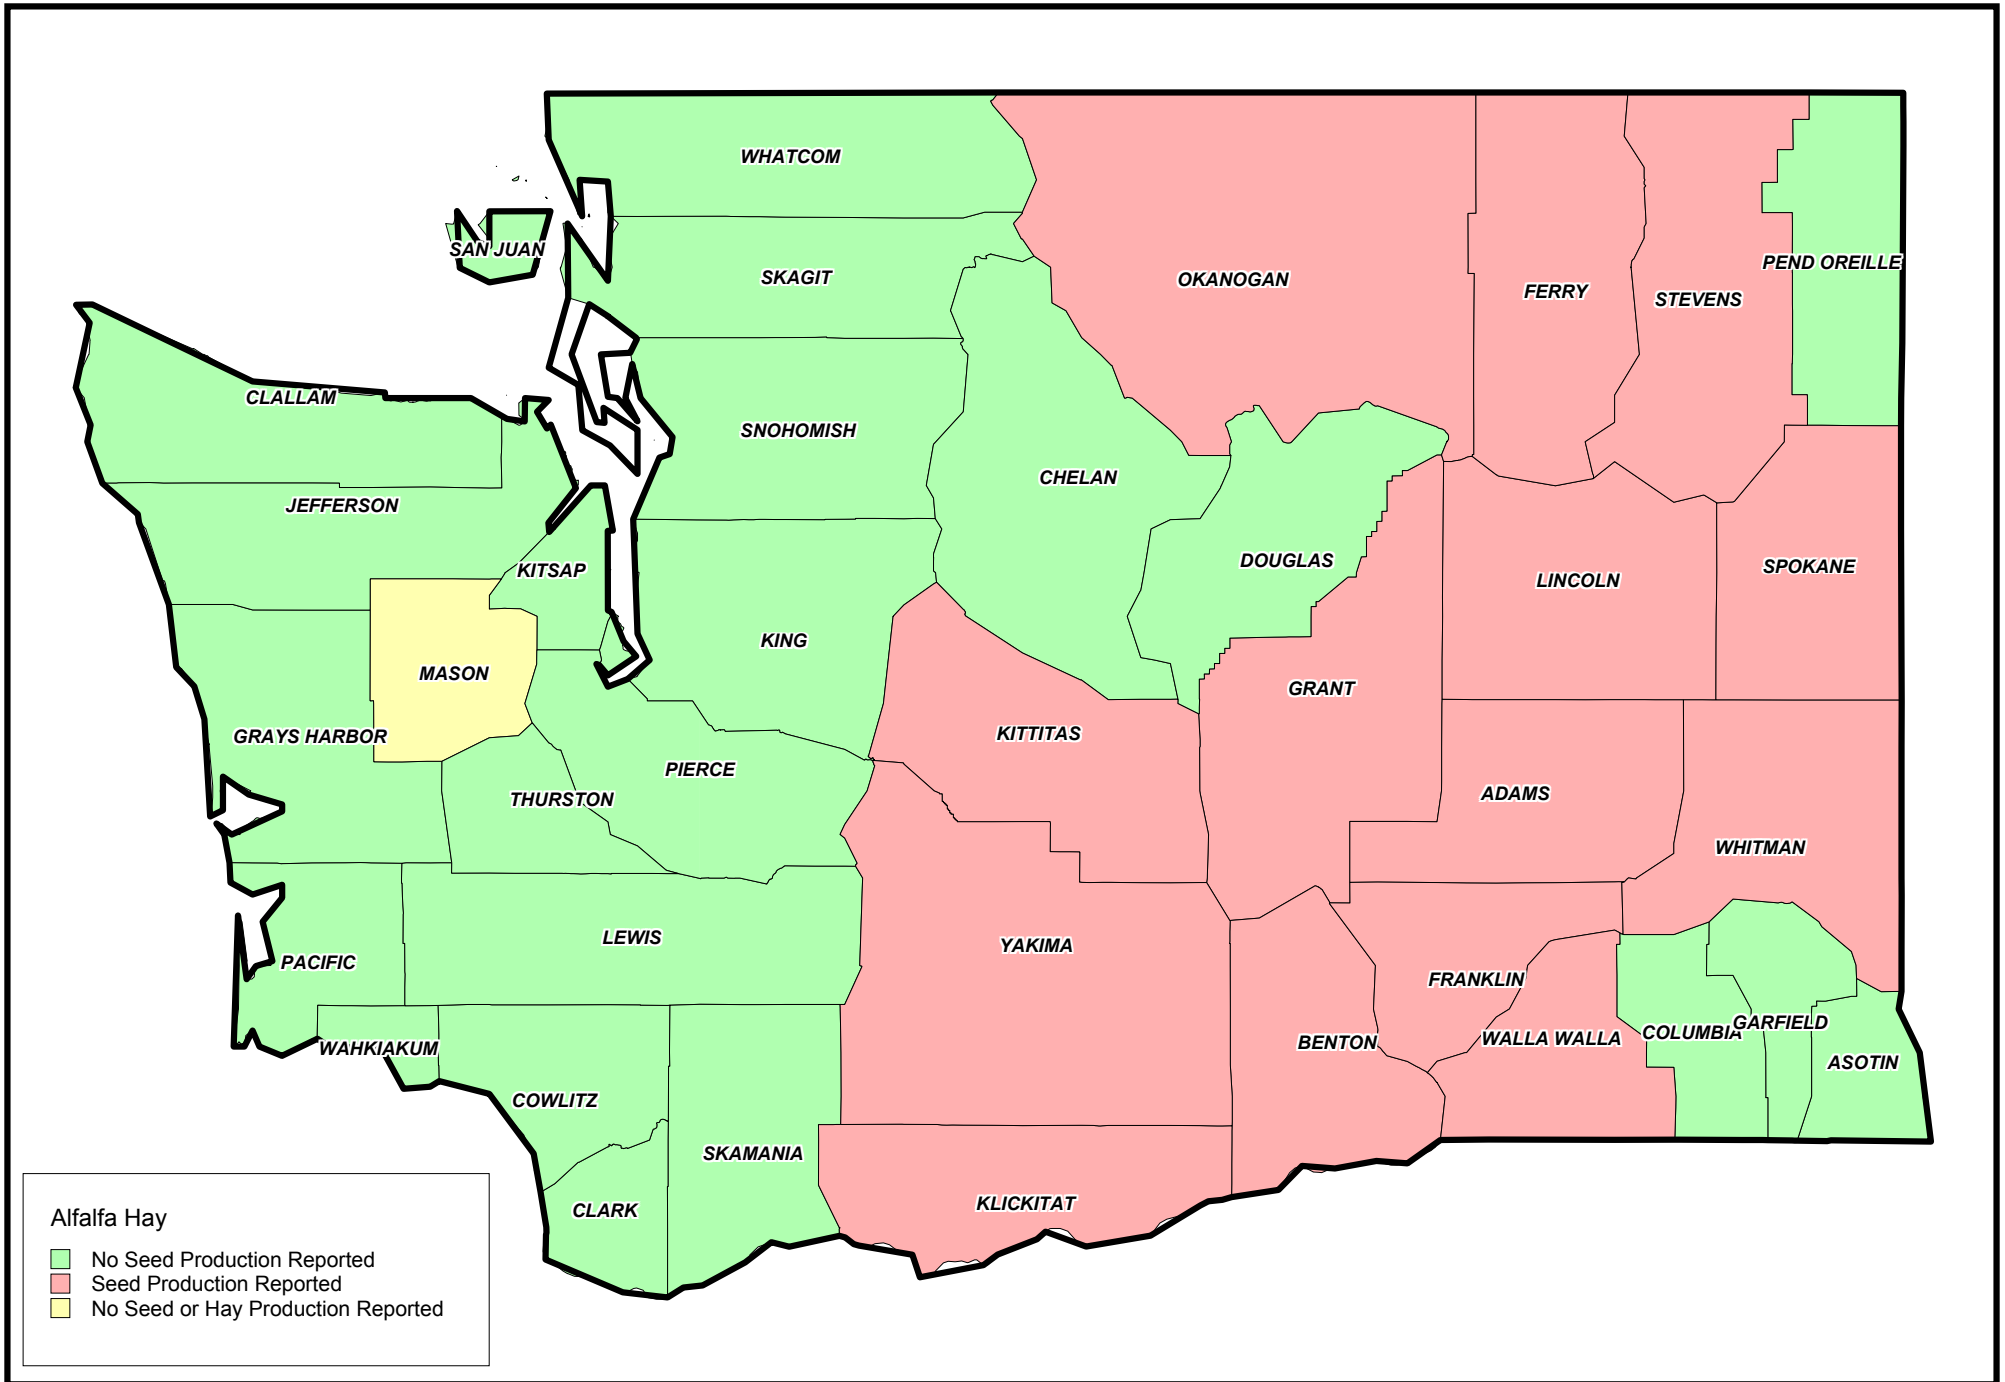 WHATCOM
SAN JUAN
SKAGIT
OKANOGAN
FERRY
STEVENS
PEND OREILLE
CLALLAM
SNOHOMISH
CHELAN
JEFFERSON
KITSAP
DOUGLAS
LINCOLN
SPOKANE
KING
MASON
GRANT
GRAYS HARBOR
KITTITAS
PIERCE
THURSTON
ADAMS
WHITMAN
LEWIS
YAKIMA
PACIFIC
FRANKLIN
WAHKIAKUM
BENTON
WALLA WALLA
COLUMBIA
GARFIELD
ASOTIN
COWLITZ
SKAMANIA
CLARK
KLICKITAT
Alfalfa Hay
No Seed Production Reported
Seed Production Reported
No Seed or Hay Production Reported